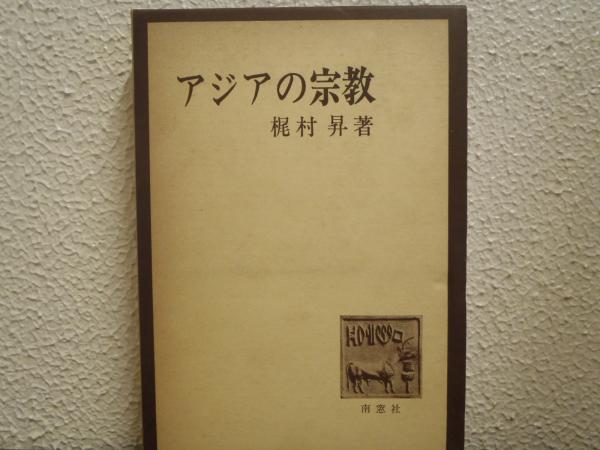 アジアの宗教
梶村 昇著
南窓社